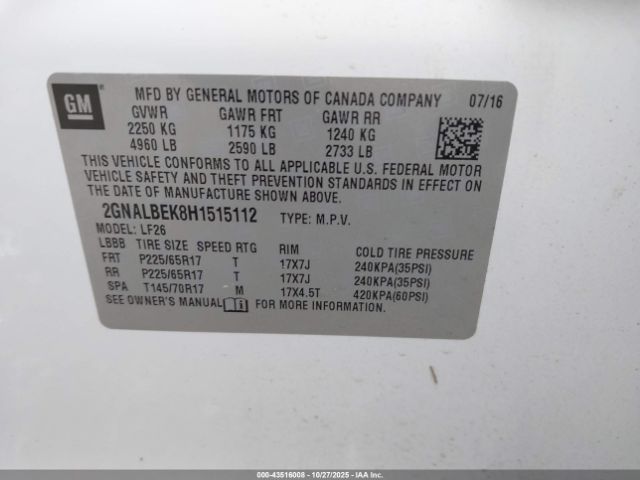 GM
MFD BY GENERAL MOTORS OF CANADA COMPANY 07/16
GVWR GAWR FRT GAWR RR
2250 KG 1175 KG 1240 KG
4960 LB 2590 LB 2733 LB
THIS VEHICLE CONFORMS TO ALL APPLICABLE U.S. FEDERAL MOTOR
VEHICLE SAFETY AND THEFT PREVENTION STANDARDS IN EFFECT ON
THE DATE OF MANUFACTURE SHOWN ABOVE.
2GNALBEK8H1515112 TYPE: M.P.V.
MODEL: LF26
LBBB TIRE SIZE SPEED RTG RIM COLD TIRE PRESSURE
FRT P225/65R17 T 17X7J 240KPA(35PSI)
RR P225/65R17 T 17X7J 240KPA(35PSI)
SPA T145/70R17 M 17X4.5T 420KPA(60PSI)
SEE OWNER'S MANUAL FOR MORE INFORMATION.
000-43516008 - 10/27/2025 - IAA Inc.